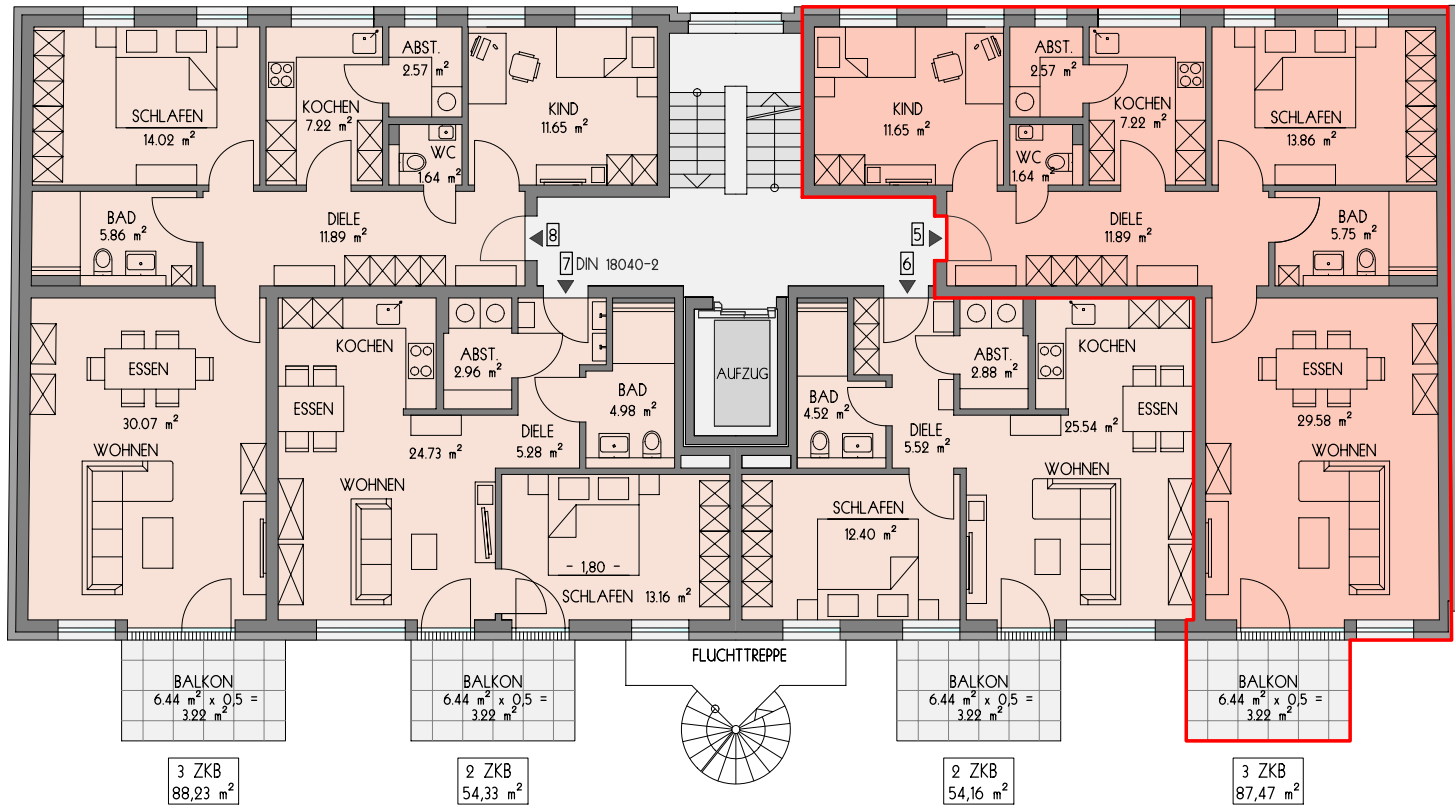 ABST.
2.57 m²
KIND
11.65 m²
KOCHEN
7.22 m²
SCHLAFEN
14.02 m²
WC
1.64 m²
BAD
5.86 m²
DIELE
11.89 m²
8
7 DIN 18040-2
KIND
11.65 m²
ABST.
2.57 m²
KOCHEN
7.22 m²
SCHLAFEN
13.86 m²
WC
1.64 m²
DIELE
11.89 m²
BAD
5.75 m²
5
6
ESSEN
30.07 m²
WOHNEN
KOCHEN
ABST.
2.96 m²
ESSEN
24.73 m²
WOHNEN
DIELE
5.28 m²
BAD
4.98 m²
AUFZUG
- 1,80 -
SCHLAFEN 13.16 m²
BAD
4.52 m²
DIELE
5.52 m²
ABST.
2.88 m²
KOCHEN
ESSEN
25.54 m²
WOHNEN
SCHLAFEN
12.40 m²
ESSEN
29.58 m²
WOHNEN
FLUCHTTREPPE
BALKON
6.44 m² x 0,5 =
3.22 m²
BALKON
6.44 m² x 0,5 =
3.22 m²
BALKON
6.44 m² x 0,5 =
3.22 m²
BALKON
6.44 m² x 0,5 =
3.22 m²
3 ZKB
88,23 m²
2 ZKB
54,33 m²
2 ZKB
54,16 m²
3 ZKB
87,47 m²